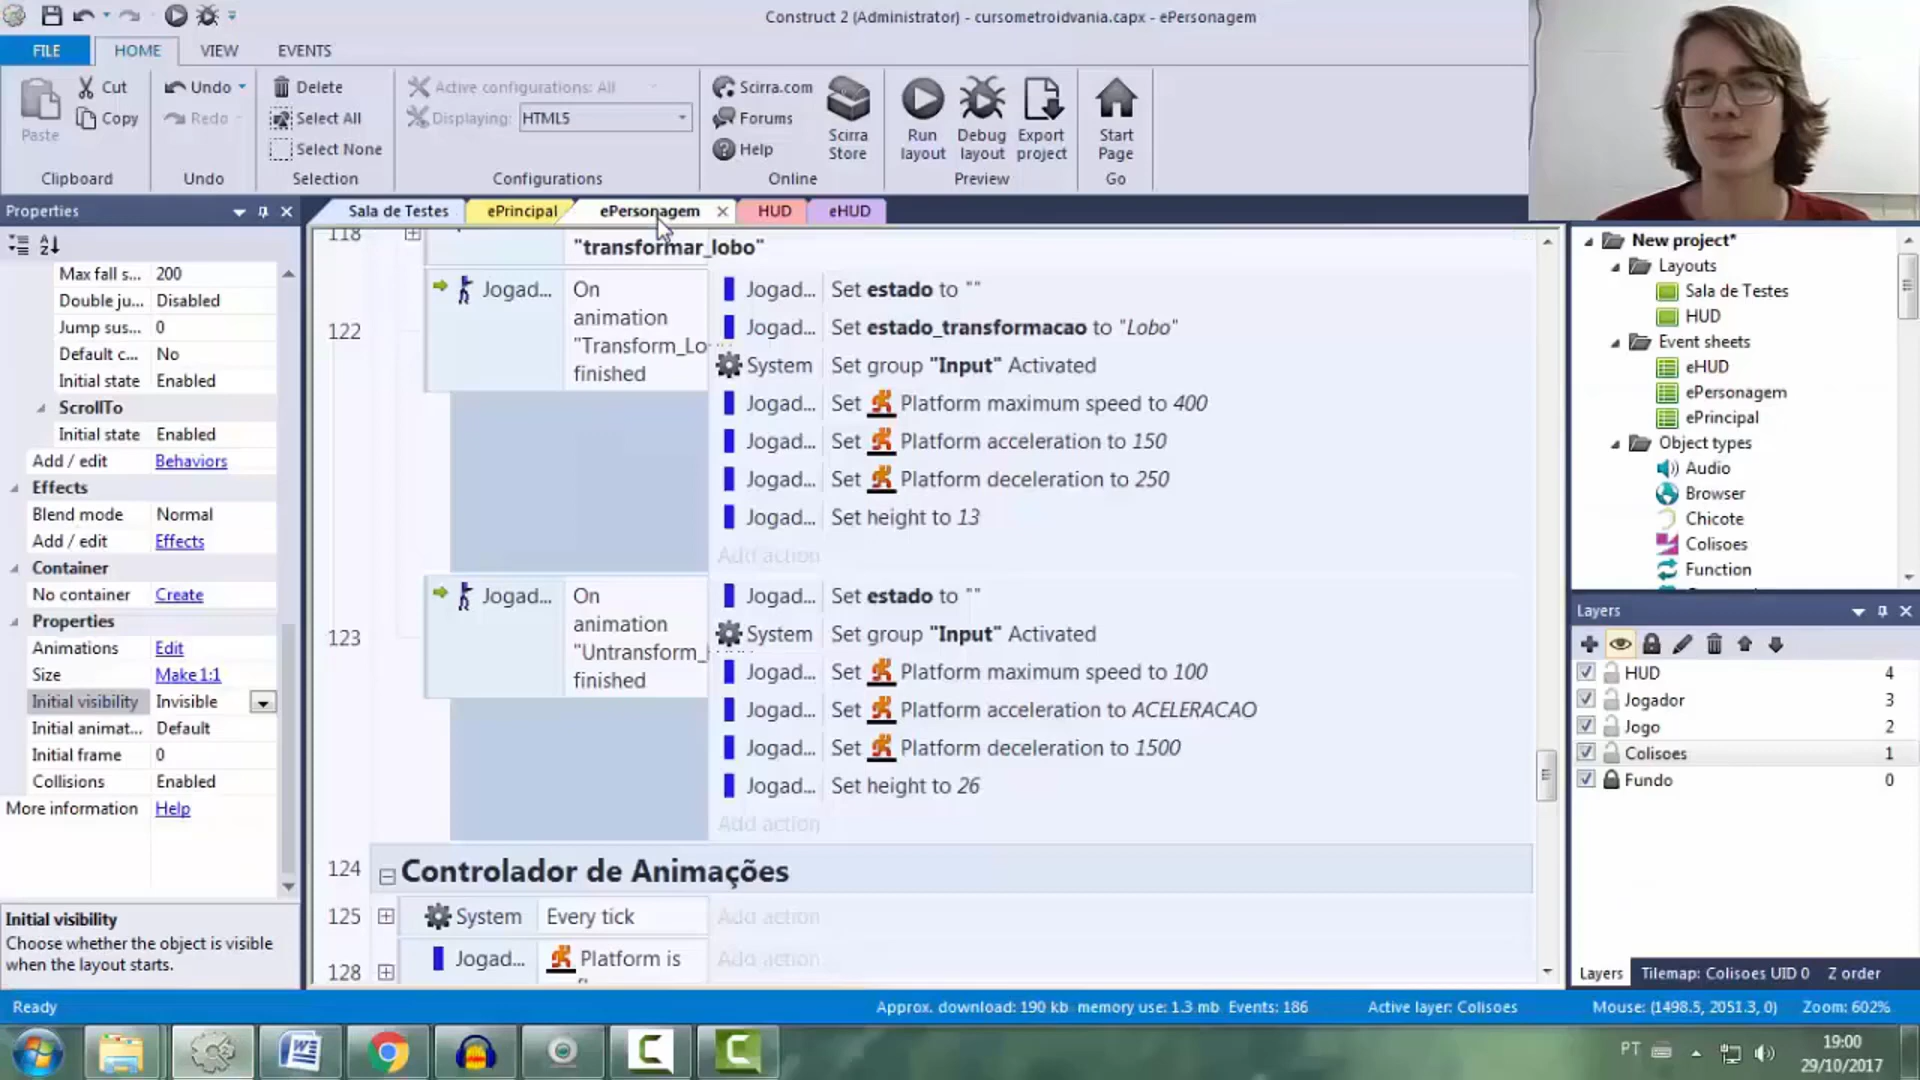 Construct 2 (Administrator) - cursometroidvania.capx - ePersonagem
FILE HOME VIEW EVENTS
Paste Cut Copy Clipboard
Undo Redo Undo
Delete Select All Select None Selection
Active configurations: All
Displaying: HTML5
Configurations
Scirra.com Forums Help Scirra Store Online
Run layout Debug layout Export project Preview
Start Page Go
Properties
Sala de Testes ePrincipal ePersonagem HUD eHUD
Max fall s... 200
Double ju... Disabled
Jump sus... 0
Default c... No
Initial state Enabled
ScrollTo
Initial state Enabled
Add / edit Behaviors
Effects
Blend mode Normal
Add / edit Effects
Container
No container Create
Properties
Animations Edit
Size Make 1:1
Initial visibility Invisible
Initial animat... Default
Initial frame 0
Collisions Enabled
More information Help
Initial visibility
Choose whether the object is visible
when the layout starts.
118 "transformar_lobo"
122 Jogad... On animation "Transform_Lo finished
Jogad... Set estado to ""
Jogad... Set estado_transformacao to "Lobo"
System Set group "Input" Activated
Jogad... Set Platform maximum speed to 400
Jogad... Set Platform acceleration to 150
Jogad... Set Platform deceleration to 250
Jogad... Set height to 13
Add action
123 Jogad... On animation "Untransform_ finished
Jogad... Set estado to ""
System Set group "Input" Activated
Jogad... Set Platform maximum speed to 100
Jogad... Set Platform acceleration to ACELERACAO
Jogad... Set Platform deceleration to 1500
Jogad... Set height to 26
Add action
124 Controlador de Animações
125 System Every tick Add action
128 Jogad... Platform is Add action
New project*
Layouts
Sala de Testes
HUD
Event sheets
eHUD
ePersonagem
ePrincipal
Object types
Audio
Browser
Chicote
Colisoes
Function
Layers
HUD 4
Jogador 3
Jogo 2
Colisoes 1
Fundo 0
Layers Tilemap: Colisoes UID 0 Z order
Ready Approx. download: 190 kb memory use: 1.3 mb Events: 186 Active layer: Colisoes Mouse: (1498.5, 2051.3, 0) Zoom: 602%
PT 19:00
29/10/2017